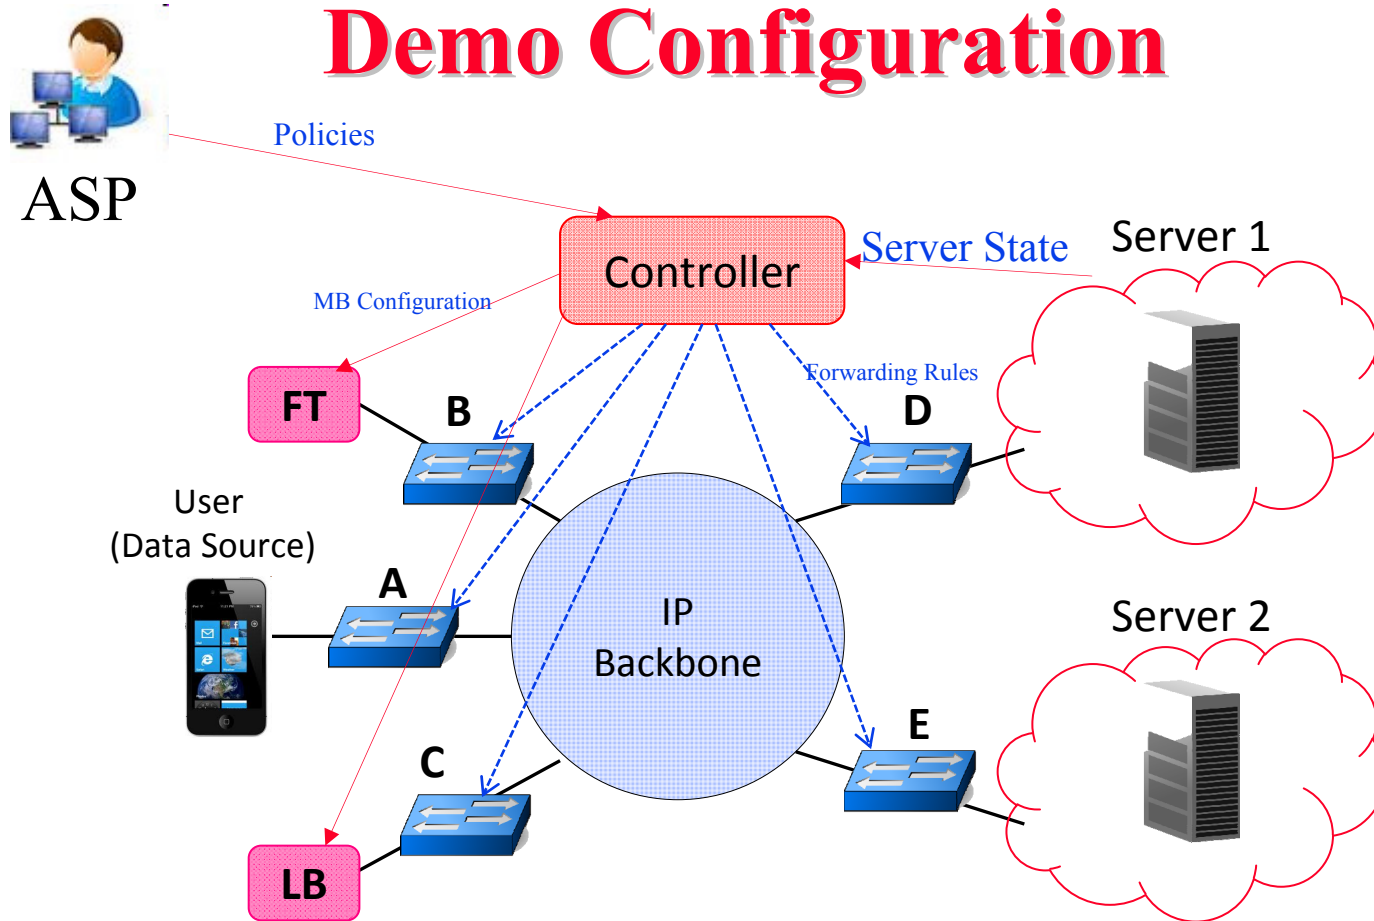 Demo Configuration
Policies
ASP
Server 1
Server State
Controller
MB Configuration
Forwarding Rules
FT
B
D
User
(Data Source)
A
IP
Backbone
Server 2
E
C
LB